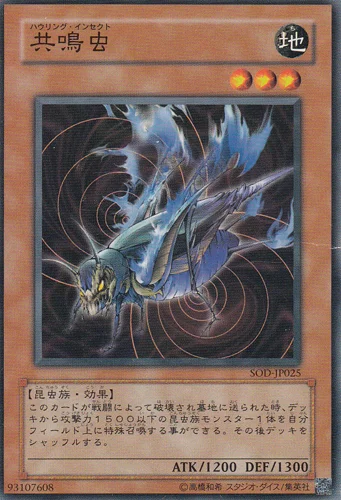 ハウリング・インセクト
共鳴虫
地
SOD-JP025
【昆虫族・効果】
このカードが戦闘によって破壊され墓地に送られた時、デッ
キから攻撃力1500以下の昆虫族モンスター1体を自分
フィールド上に特殊召喚する事ができる。その後デッキを
シャッフルする。
ATK/1200 DEF/1300
93107608
©高橋和希 スタジオ・ダイス/集英社